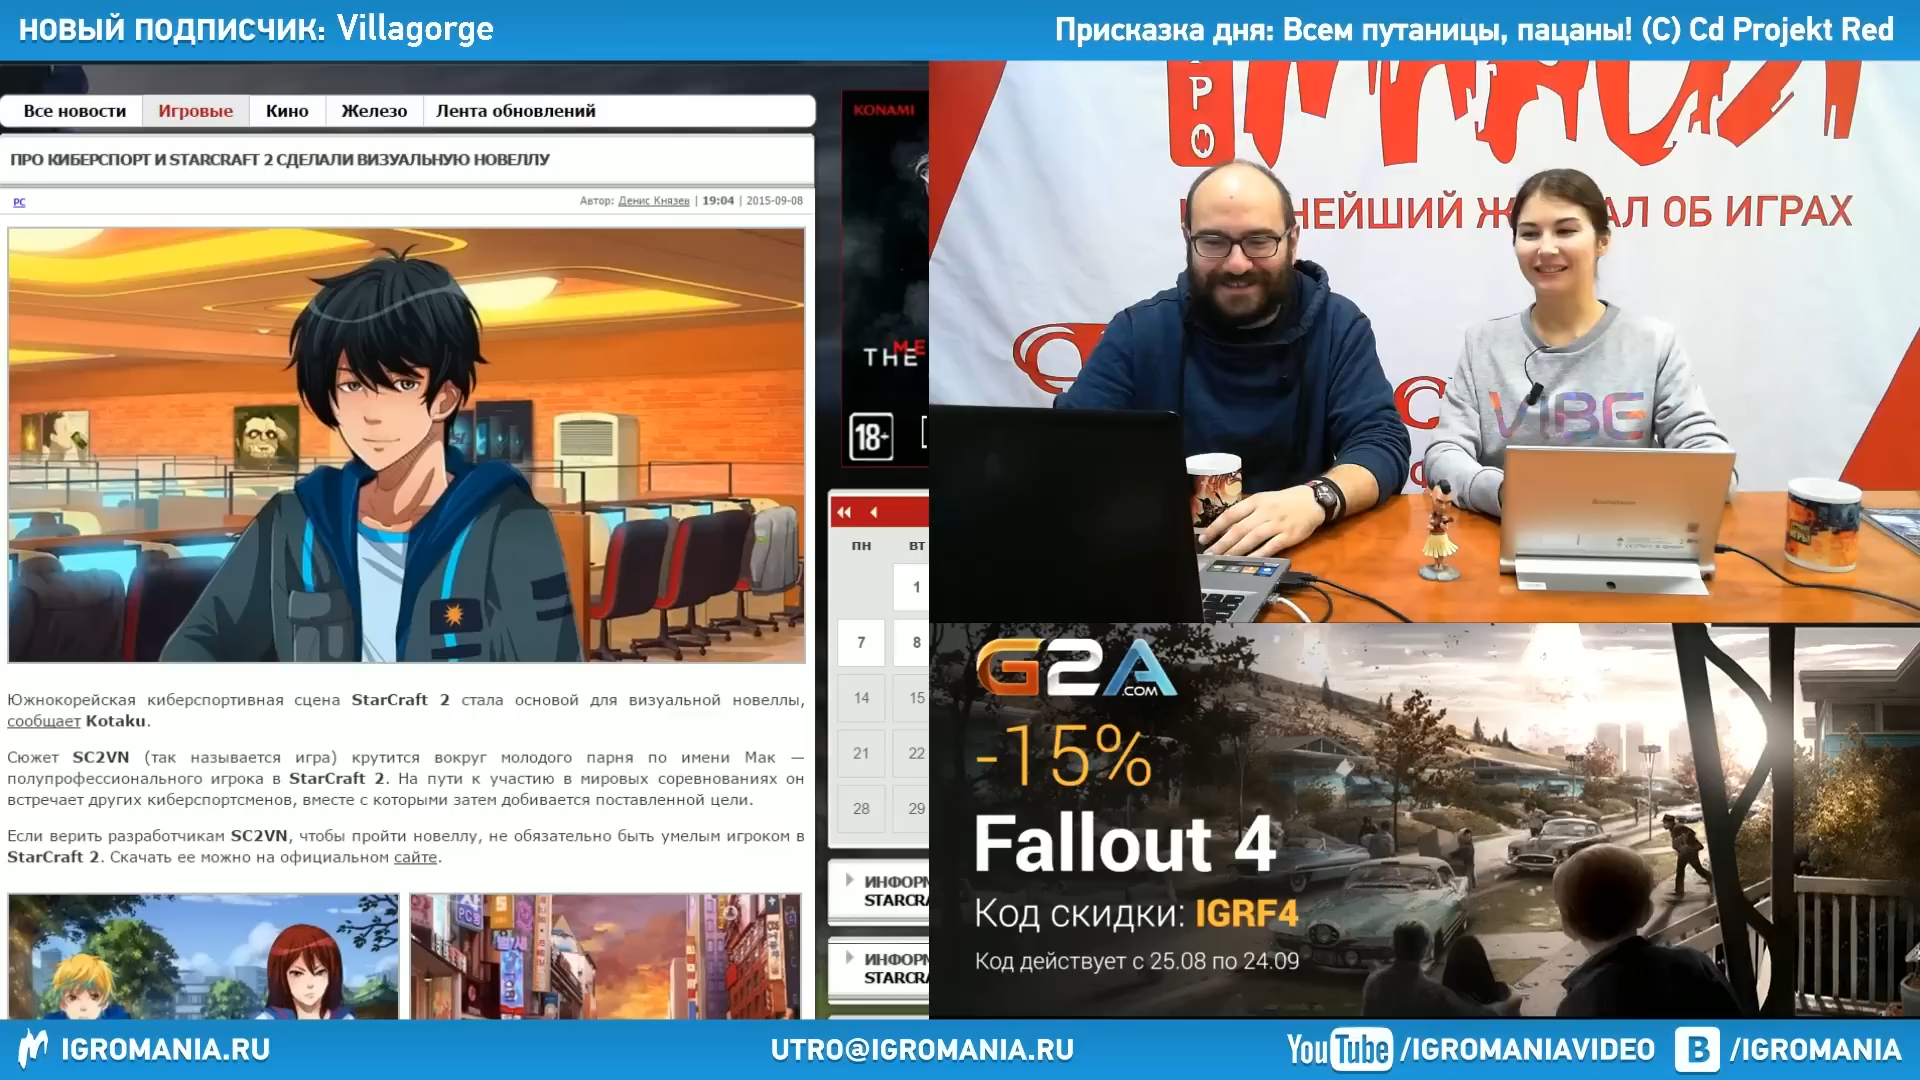 НОВЫЙ ПОДПИСЧИК: Villagorge
Присказка дня: Всем путаницы, пацаны! (C) Cd Projekt Red
Все новости
Игровые
Кино
Железо
Лента обновлений
ПРО КИБЕРСПОРТ И STARCRAFT 2 СДЕЛАЛИ ВИЗУАЛЬНУЮ НОВЕЛЛУ
PC
Автор: Денис Князев | 19:04 | 2015-09-08
Южнокорейская киберспортивная сцена StarCraft 2 стала основой для визуальной новеллы,
сообщает Kotaku.
Сюжет SC2VN (так называется игра) крутится вокруг молодого парня по имени Мак —
полупрофессионального игрока в StarCraft 2. На пути к участию в мировых соревнованиях он
встречает других киберспортсменов, вместе с которыми затем добивается поставленной цели.
Если верить разработчикам SC2VN, чтобы пройти новеллу, не обязательно быть умелым игроком в
StarCraft 2. Скачать ее можно на официальном сайте.
KONAMI
ME
THE
18+
ПН ВТ
1
7 8
14 15
21 22
28 29
ИНФОРМ
STARCRA
ИНФОРМ
STARCRA
ИГРОМАНИЯ
НЕЙШИЙ Ж АЛ ОБ ИГРАХ
VIBE
G2A
.COM
-15%
Fallout 4
Код скидки: IGRF4
Код действует с 25.08 по 24.09
IGROMANIA.RU
UTRO@IGROMANIA.RU
YouTube /IGROMANIAVIDEO
B /IGROMANIA